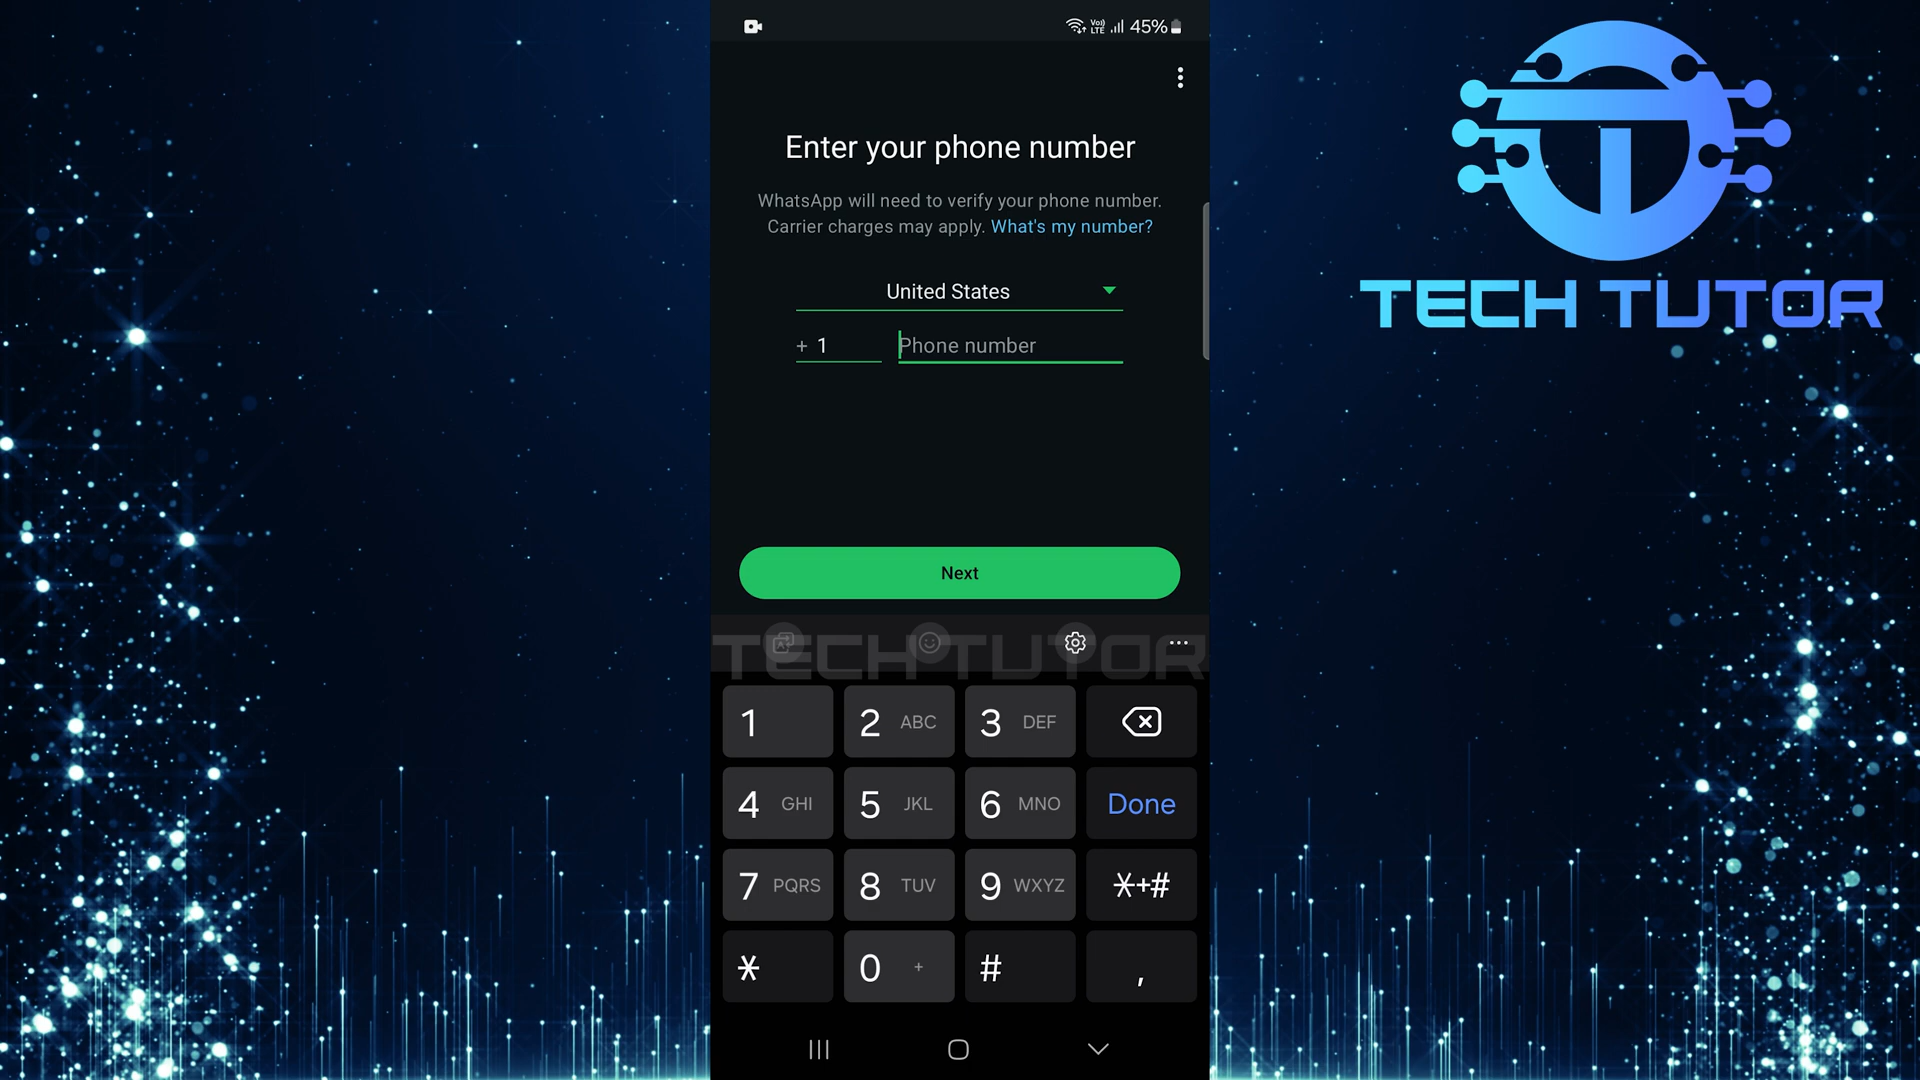 Vo)) LTE 45%
Enter your phone number
WhatsApp will need to verify your phone number.
Carrier charges may apply. What's my number?
United States
+ 1 Phone number
Next
TECH TUTOR
TECH TUTOR
1 2 ABC 3 DEF
4 GHI 5 JKL 6 MNO Done
7 PQRS 8 TUV 9 WXYZ *+#
* 0 + # ,